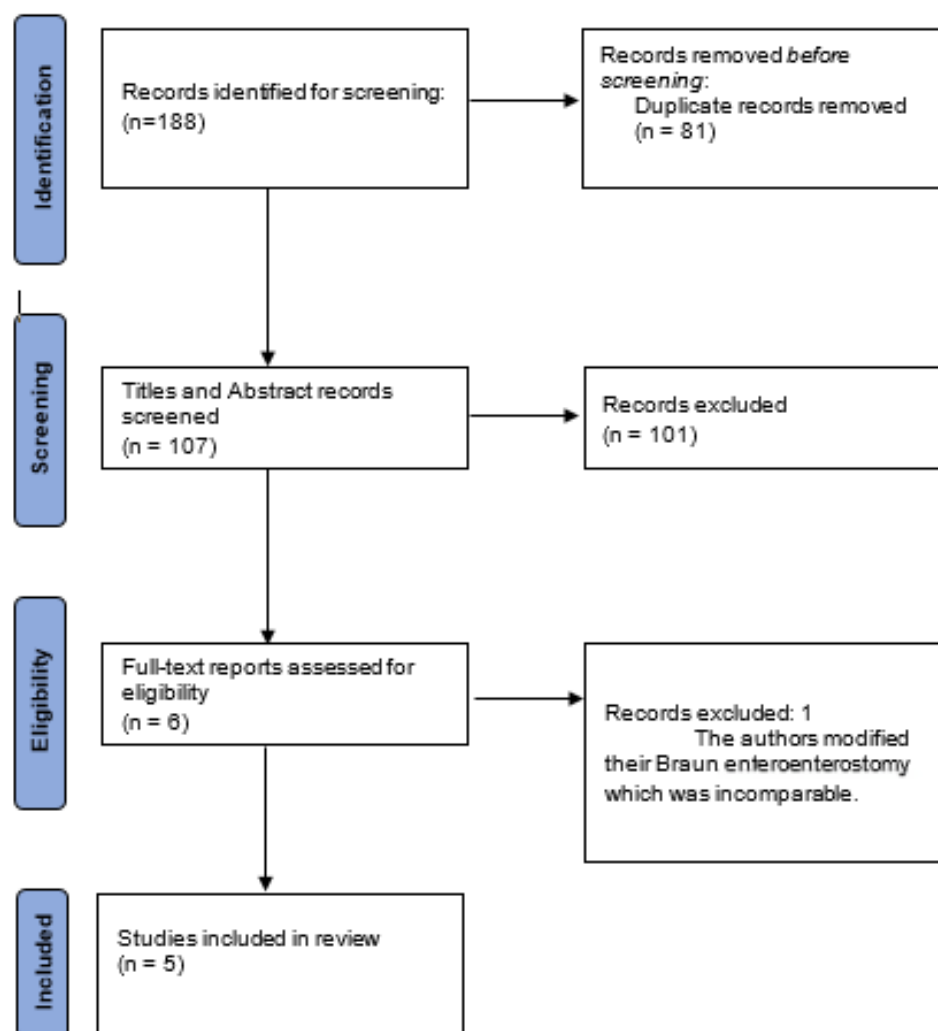 Identification
Records identified for screening:
(n=188)
Records removed before
screening:
Duplicate records removed
(n = 81)
Screening
Titles and Abstract records
screened
(n = 107)
Records excluded
(n = 101)
Eligibility
Full-text reports assessed for
eligibility
(n = 6)
Records excluded: 1
The authors modified
their Braun enteroenterostomy
which was incomparable.
Included
Studies included in review
(n = 5)